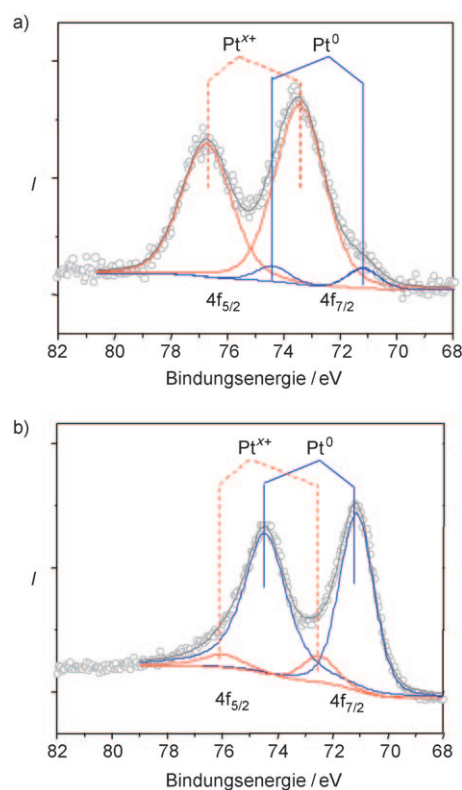 a)
Pt^x+ Pt^0
I
4f5/2 4f7/2
82 80 78 76 74 72 70 68
Bindungsenergie / eV
b)
Pt^x+ Pt^0
I
4f5/2 4f7/2
82 80 78 76 74 72 70 68
Bindungsenergie / eV